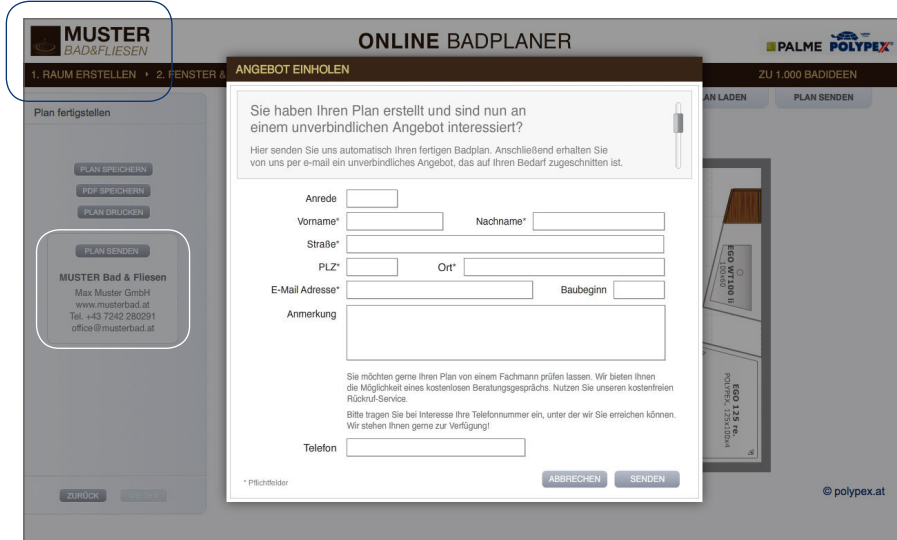 MUSTER
BAD&FLIESEN
ONLINE BADPLANER
PALME POLYPEX
1. RAUM ERSTELLEN
2. FENSTER &
ZU 1.000 BADIDEEN
Plan fertigstellen
LADEN
PLAN SENDEN
PLAN SPEICHERN
PDF SPEICHERN
PLAN DRUCKEN
PLAN SENDEN
MUSTER Bad & Fliesen
Max Muster GmbH
www.musterbad.at
Tel. +43 7242 280291
office@musterbad.at
ZURÜCK
ANGEBOT EINHOLEN
Sie haben Ihren Plan erstellt und sind nun an
einem unverbindlichen Angebot interessiert?
Hier senden Sie uns automatisch Ihren fertigen Badplan. Anschließend erhalten Sie
von uns per e-mail ein unverbindliches Angebot, das auf Ihren Bedarf zugeschnitten ist.
Anrede
Vorname* Nachname*
Straße*
PLZ* Ort*
E-Mail Adresse* Baubeginn
Anmerkung
Sie möchten gerne Ihren Plan von einem Fachmann prüfen lassen. Wir bieten Ihnen
die Möglichkeit eines kostenlosen Beratungsgesprächs. Nutzen Sie unseren kostenfreien
Rückruf-Service.
Bitte tragen Sie bei Interesse Ihre Telefonnummer ein, unter der wir Sie erreichen können.
Wir stehen Ihnen gerne zur Verfügung!
Telefon
* Pflichtfelder
ABBRECHEN SENDEN
EGO WT100 li
100x60
EGO 125 re.
POLYPEX, 125x100x4
© polypex.at